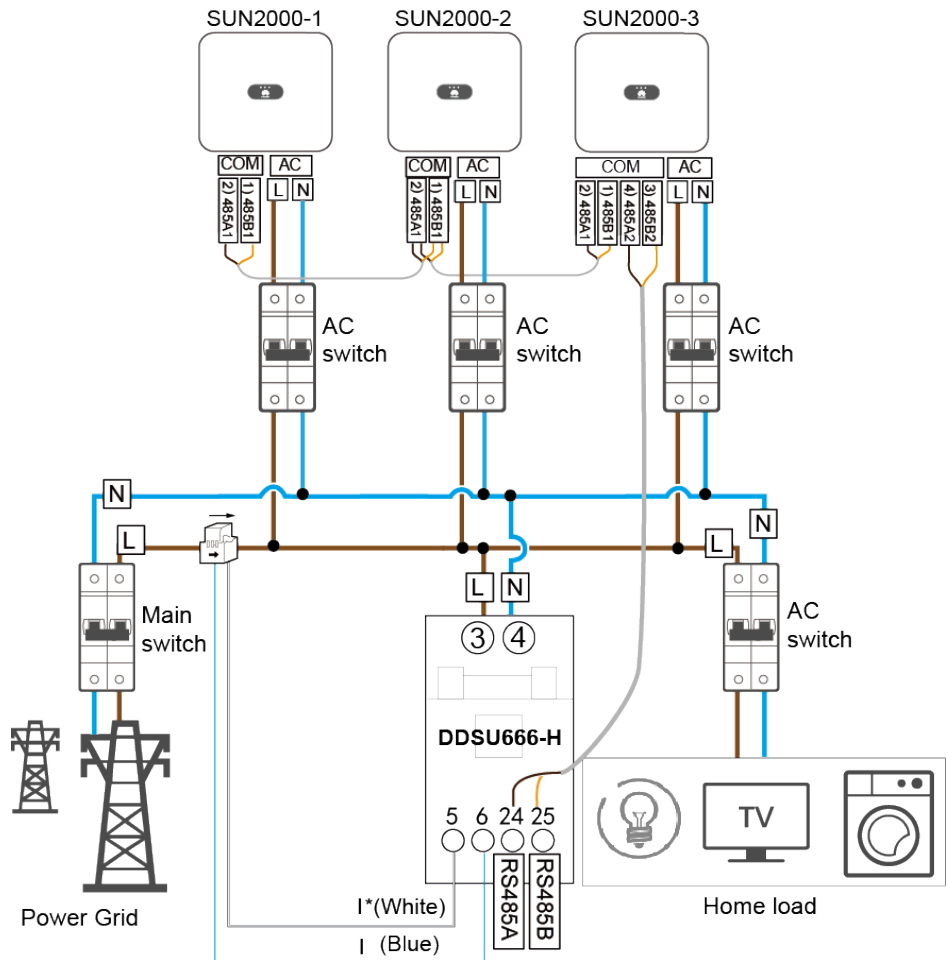 SUN2000-1
SUN2000-2
SUN2000-3
COM
AC
COM
AC
COM
AC
2) 485A1
1) 485B1
L
N
2) 485A1
1) 485B1
L
N
2) 485A1
1) 485B1
4) 485A2
3) 485B2
L
N
AC
switch
AC
switch
AC
switch
N
N
L
L
L
N
Main
switch
3
4
AC
switch
DDSU666-H
TV
5
6
24
25
RS485A
RS485B
I*(White)
I (Blue)
Power Grid
Home load